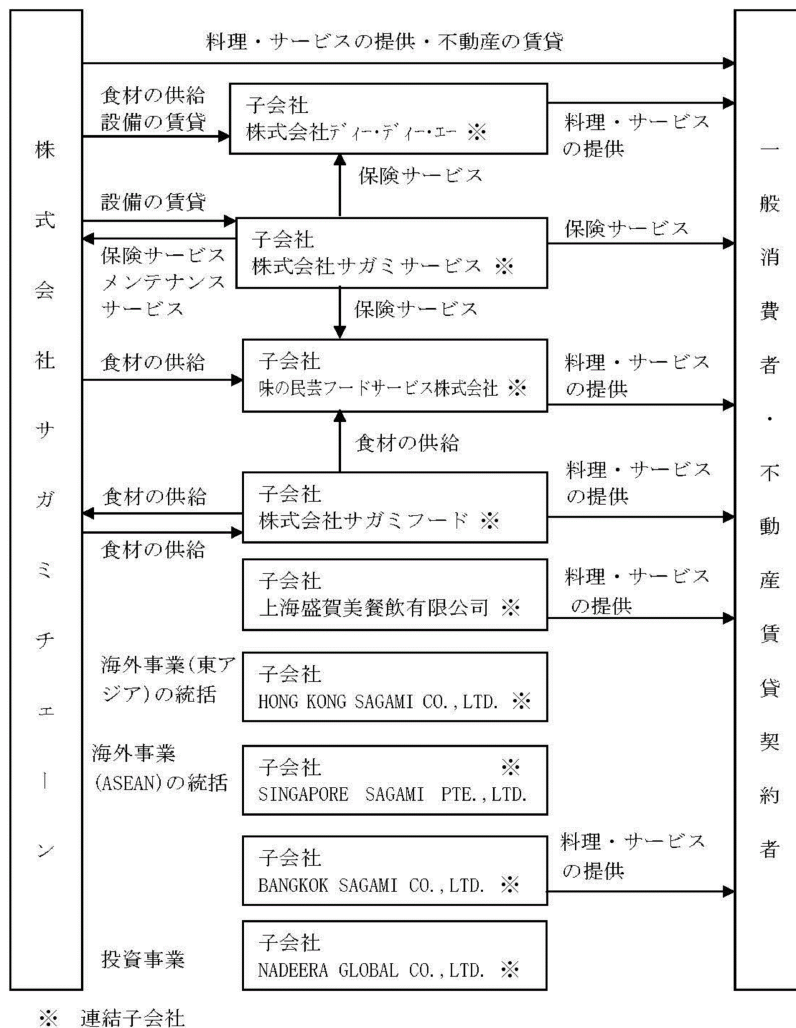 株式会社サガミチェーン
料理・サービスの提供・不動産の賃貸
食材の供給
設備の賃貸
子会社
株式会社ディー・ディー・エー ※
料理・サービス
の提供
保険サービス
設備の賃貸
保険サービス
メンテナンス
サービス
子会社
株式会社サガミサービス ※
保険サービス
保険サービス
食材の供給
子会社
味の民芸フードサービス株式会社 ※
料理・サービス
の提供
食材の供給
食材の供給
食材の供給
子会社
株式会社サガミフード ※
料理・サービス
の提供
子会社
上海盛賀美餐飲有限公司 ※
料理・サービス
の提供
海外事業(東ア
ジア)の統括
子会社
HONG KONG SAGAMI CO.,LTD. ※
海外事業
(ASEAN)の統括
子会社 ※
SINGAPORE SAGAMI PTE.,LTD.
子会社
BANGKOK SAGAMI CO.,LTD. ※
料理・サービス
の提供
投資事業
子会社
NADEERA GLOBAL CO.,LTD. ※
一般消費者・不動産賃貸契約者
※ 連結子会社